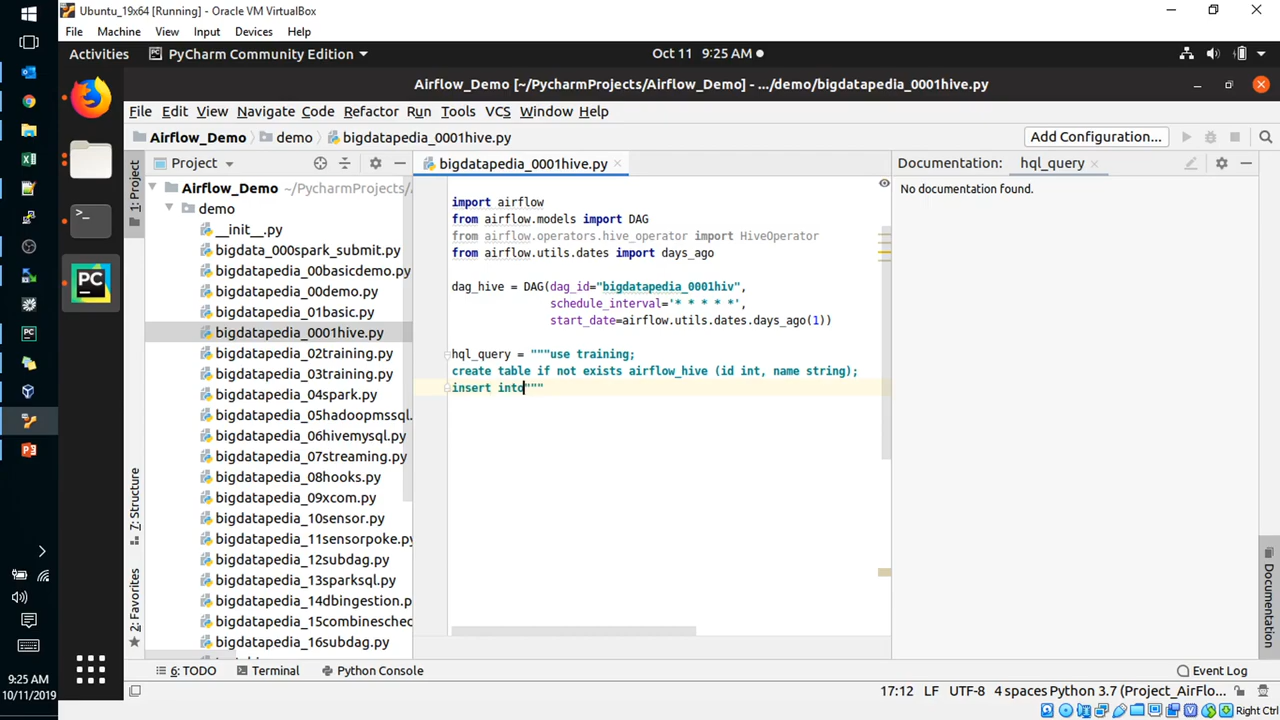 Ubuntu_19x64 [Running] - Oracle VM VirtualBox
File Machine View Input Devices Help
Activities PyCharm Community Edition Oct 11 9:25 AM
Airflow_Demo [~/PycharmProjects/Airflow_Demo] - .../demo/bigdatapedia_0001hive.py
File Edit View Navigate Code Refactor Run Tools VCS Window Help
Airflow_Demo demo bigdatapedia_0001hive.py Add Configuration...
1: Project
Project
bigdatapedia_0001hive.py
Documentation: hql_query
Airflow_Demo ~/PycharmProjects/
demo
__init__.py
bigdata_000spark_submit.py
bigdatapedia_00basicdemo.py
bigdatapedia_00demo.py
bigdatapedia_01basic.py
bigdatapedia_0001hive.py
bigdatapedia_02training.py
bigdatapedia_03training.py
bigdatapedia_04spark.py
bigdatapedia_05hadoopmssql.
bigdatapedia_06hivemysql.py
bigdatapedia_07streaming.py
bigdatapedia_08hooks.py
bigdatapedia_09xcom.py
bigdatapedia_10sensor.py
bigdatapedia_11sensorpoke.py
bigdatapedia_12subdag.py
bigdatapedia_13sparksql.py
bigdatapedia_14dbingestion.p
bigdatapedia_15combinesched
bigdatapedia_16subdag.py
7: Structure
2: Favorites
import airflow
from airflow.models import DAG
from airflow.operators.hive_operator import HiveOperator
from airflow.utils.dates import days_ago
dag_hive = DAG(dag_id="bigdatapedia_0001hiv",
schedule_interval='* * * * *',
start_date=airflow.utils.dates.days_ago(1))
hql_query = """use training;
create table if not exists airflow_hive (id int, name string);
insert into"""
No documentation found.
Documentation
6: TODO Terminal Python Console Event Log
17:12 LF UTF-8 4 spaces Python 3.7 (Project_AirFlo...
Right Ctrl
9:25 AM
10/11/2019